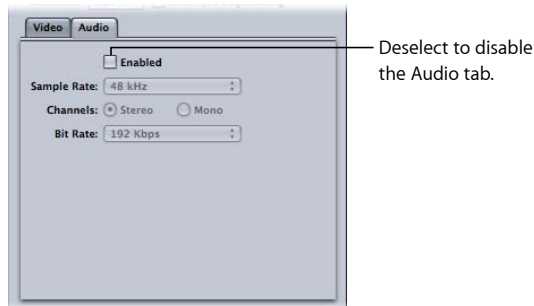 Video Audio
Enabled
Sample Rate: 48 kHz
Channels: Stereo Mono
Bit Rate: 192 Kbps
Deselect to disable
the Audio tab.